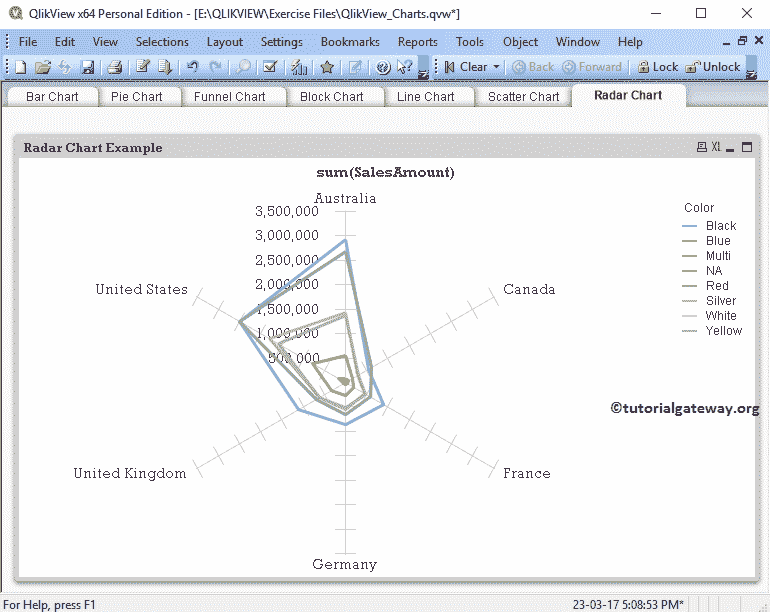 QlikView x64 Personal Edition - [E:\QLIKVIEW\Exercise Files\QlikView_Charts.qvw*]
File Edit View Selections Layout Settings Bookmarks Reports Tools Object Window Help
Clear Back Forward Lock Unlock
Bar Chart Pie Chart Funnel Chart Block Chart Line Chart Scatter Chart Radar Chart
Radar Chart Example XL
sum(SalesAmount)
Australia
3,500,000
3,000,000
2,500,000
2,000,000
1,500,000
1,000,000
500,000
United States
Canada
United Kingdom
France
Germany
Color
Black
Blue
Multi
NA
Red
Silver
White
Yellow
©tutorialgateway.org
For Help, press F1 23-03-17 5:08:53 PM*